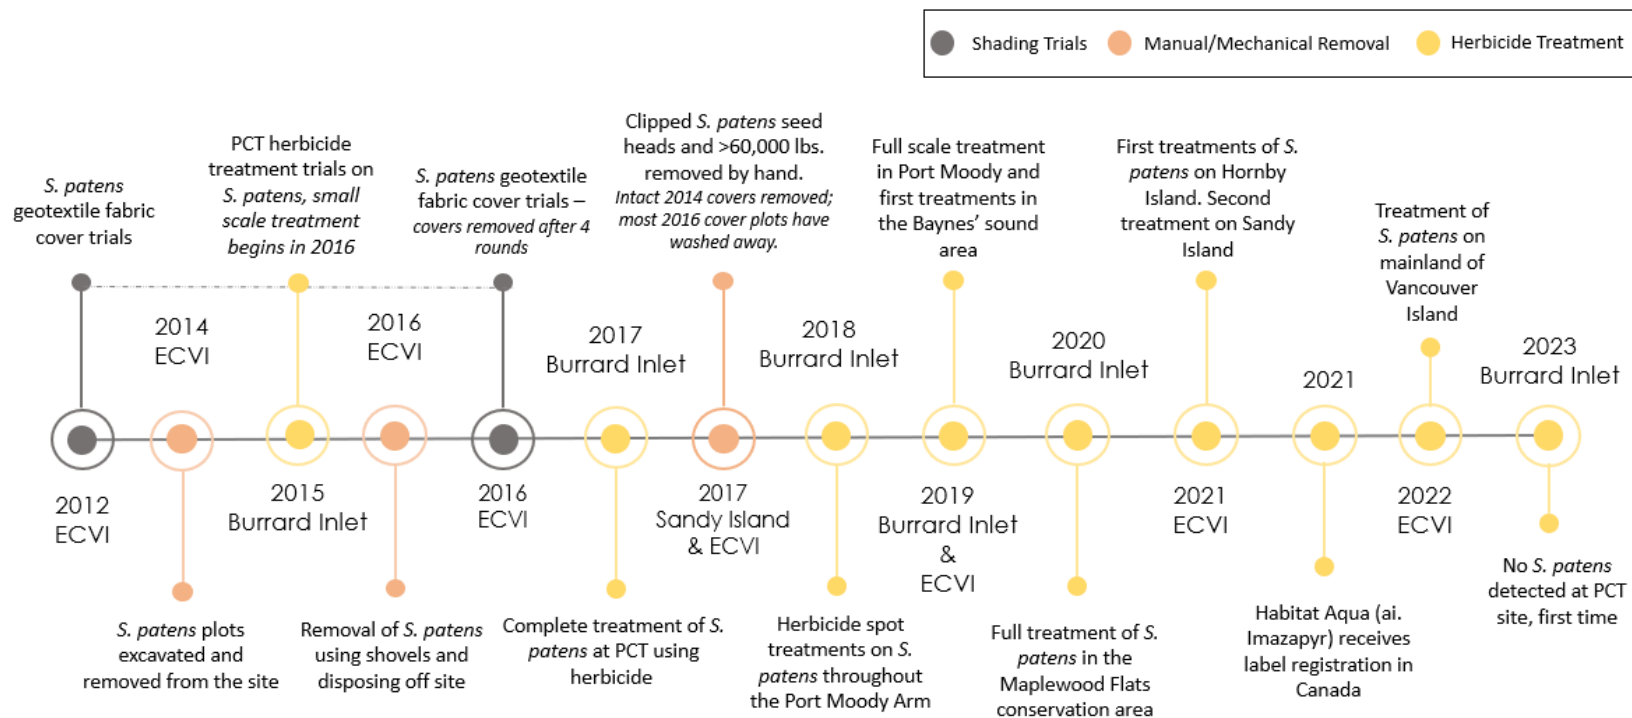 Shading Trials
Manual/Mechanical Removal
Herbicide Treatment
S. patens
geotextile fabric
cover trials
2012
ECVI
2014
ECVI
S. patens plots
excavated and
removed from the site
PCT herbicide
treatment trials on
S. patens, small
scale treatment
begins in 2016
2015
Burrard Inlet
2016
ECVI
Removal of S. patens
using shovels and
disposing off site
S. patens geotextile
fabric cover trials –
covers removed after 4
rounds
2016
ECVI
2017
Burrard Inlet
Complete treatment of S.
patens at PCT using
herbicide
Clipped S. patens seed
heads and >60,000 lbs.
removed by hand.
Intact 2014 covers removed;
most 2016 cover plots have
washed away.
2017
Sandy Island
& ECVI
2018
Burrard Inlet
Herbicide spot
treatments on S.
patens throughout
the Port Moody Arm
Full scale treatment
in Port Moody and
first treatments in
the Baynes’ sound
area
2019
Burrard Inlet
&
ECVI
2020
Burrard Inlet
Full treatment of S.
patens in the
Maplewood Flats
conservation area
First treatments of S.
patens on Hornby
Island. Second
treatment on Sandy
Island
2021
ECVI
2021
Habitat Aqua (ai.
Imazapyr) receives
label registration in
Canada
Treatment of
S. patens on
mainland of
Vancouver
Island
2022
ECVI
2023
Burrard Inlet
No S. patens
detected at PCT
site, first time